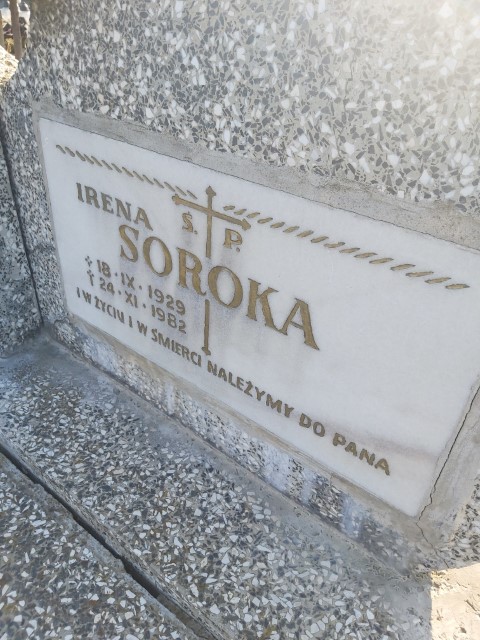 Ś. P.
IRENA
SOROKA
* 18·IX·1929
† 24·XI·1982
I W ŻYCIU I W ŚMIERCI NALEŻYMY DO PANA